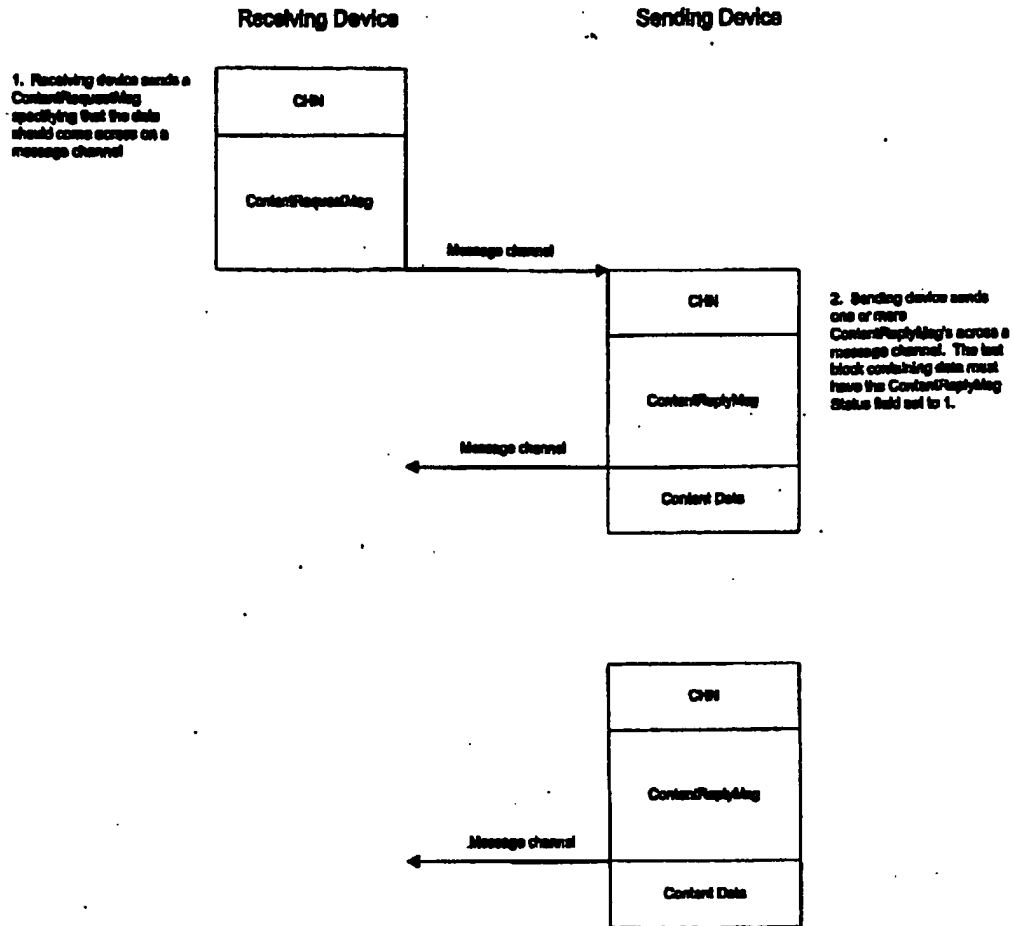 Receiving Device
Sending Device
1. Receiving device sends a
ContentRequestMsg
specifying that the data
should come across on a
message channel
CHN
ContentRequestMsg
Message channel
CHN
ContentReplyMsg
Message channel
Content Data
2. Sending device sends
one or more
ContentReplyMsg's across a
message channel. The last
block containing data must
have the ContentReplyMsg
Status field set to 1.
CHN
ContentReplyMsg
Message channel
Content Data